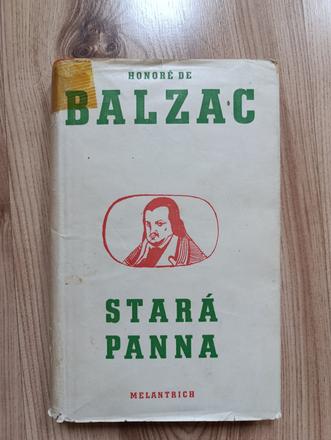 HONORÉ DE
BALZAC
STARÁ
PANNA
MELANTRICH